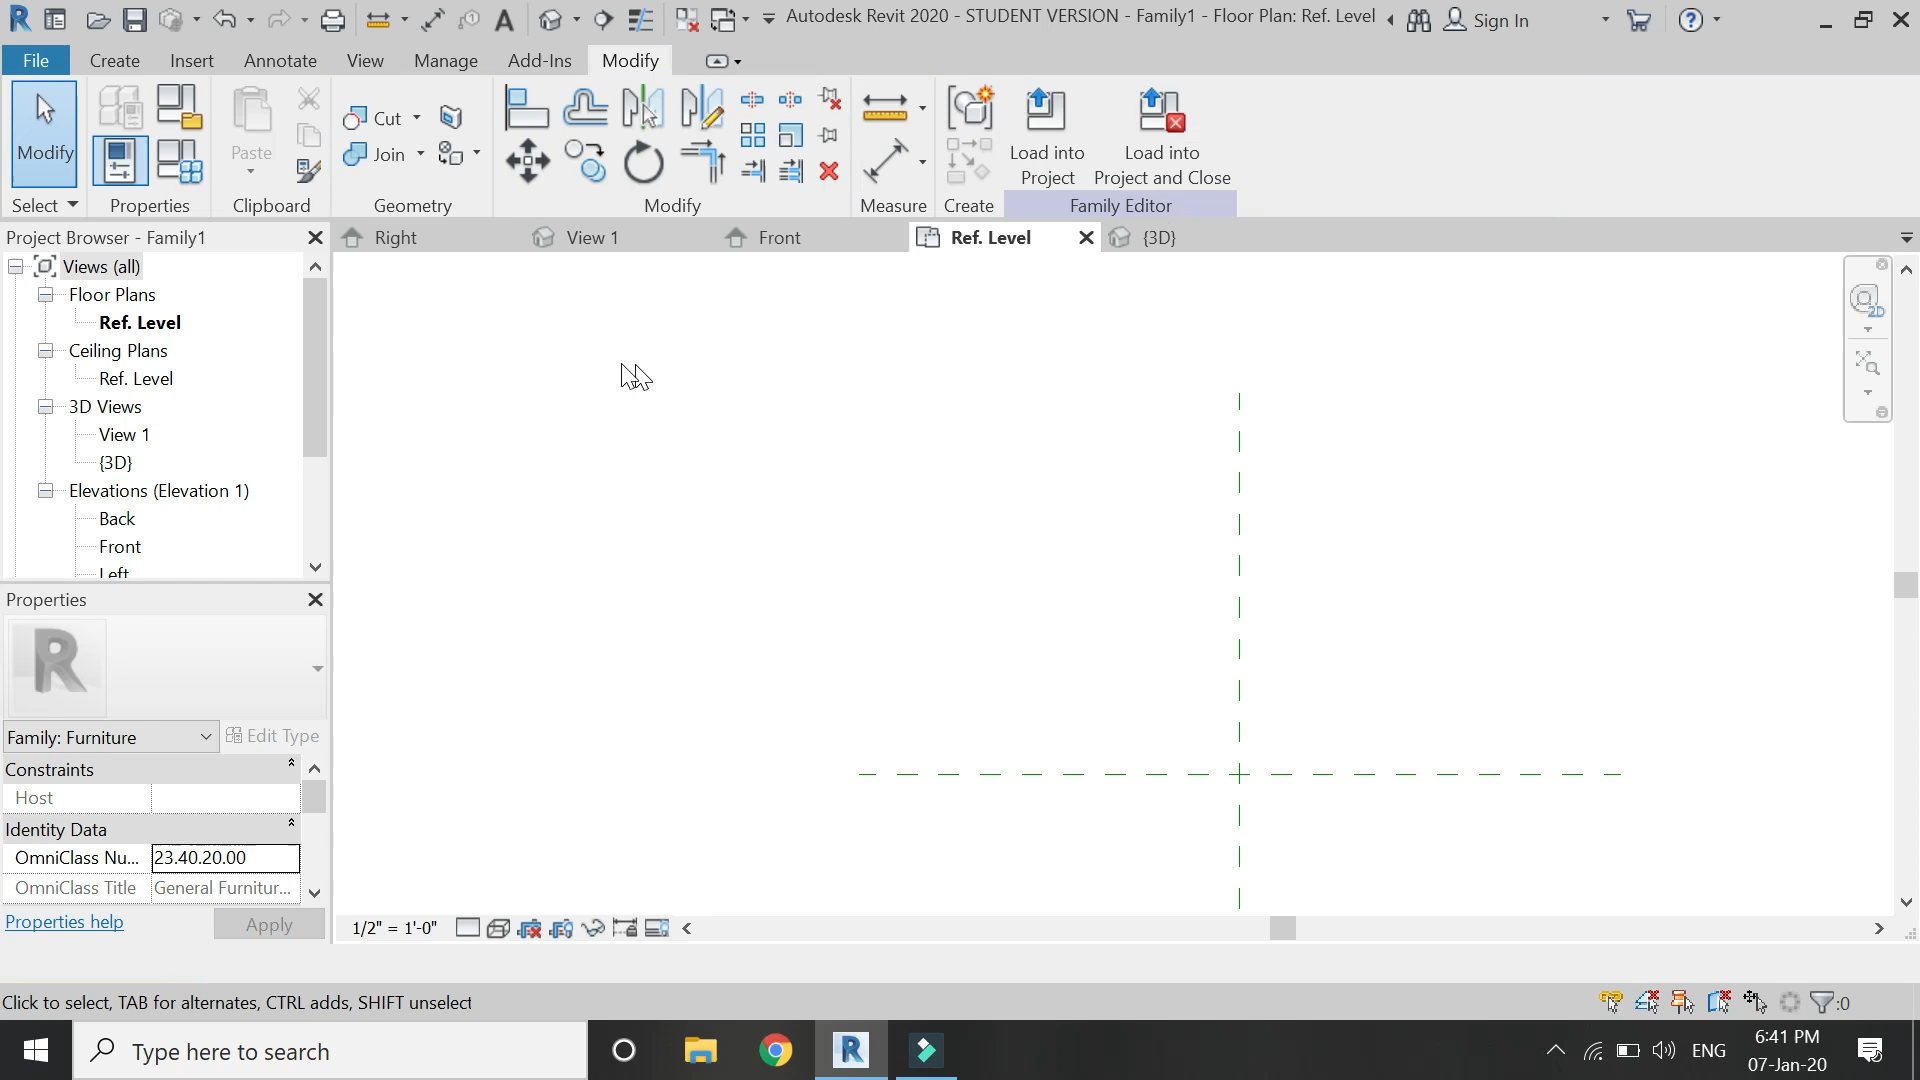 Autodesk Revit 2020 - STUDENT VERSION - Family1 - Floor Plan: Ref. Level
Sign In
File
Create
Insert
Annotate
View
Manage
Add-Ins
Modify
Modify
Paste
Cut
Join
Load into
Project
Load into
Project and Close
Select
Properties
Clipboard
Geometry
Modify
Measure
Create
Family Editor
Project Browser - Family1
Right
View 1
Front
Ref. Level
{3D}
Views (all)
Floor Plans
Ref. Level
Ceiling Plans
Ref. Level
3D Views
View 1
{3D}
Elevations (Elevation 1)
Back
Front
Left
2D
Properties
Family: Furniture
Edit Type
Constraints
Host
Identity Data
OmniClass Nu... 23.40.20.00
OmniClass Title General Furnitur...
Properties help
Apply
1/2" = 1'-0"
Click to select, TAB for alternates, CTRL adds, SHIFT unselect
:0
Type here to search
ENG
6:41 PM
07-Jan-20